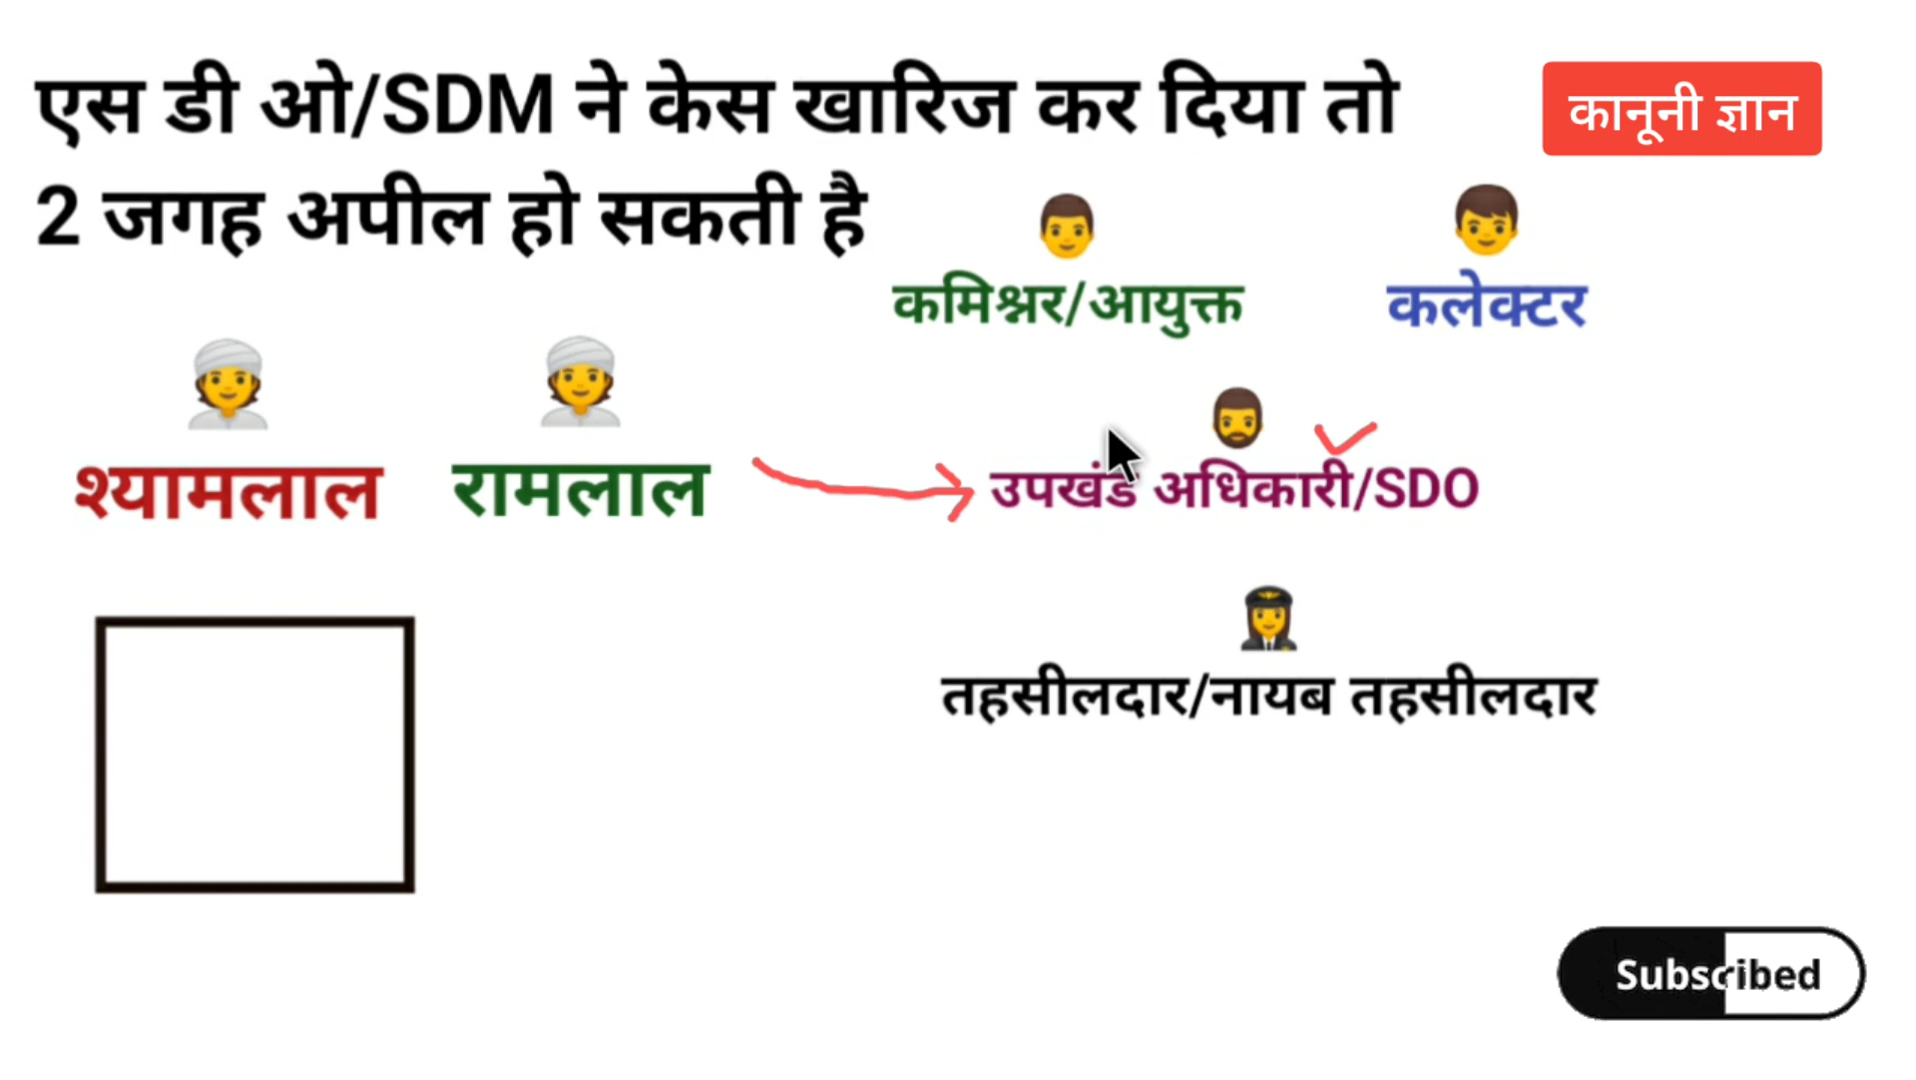 एस डी ओ/SDM ने केस खारिज कर दिया तो
कानूनी ज्ञान
2 जगह अपील हो सकती है
कमिश्नर/आयुक्त
कलेक्टर
श्यामलाल
रामलाल
उपखंड अधिकारी/SDO
तहसीलदार/नायब तहसीलदार
Subscribed